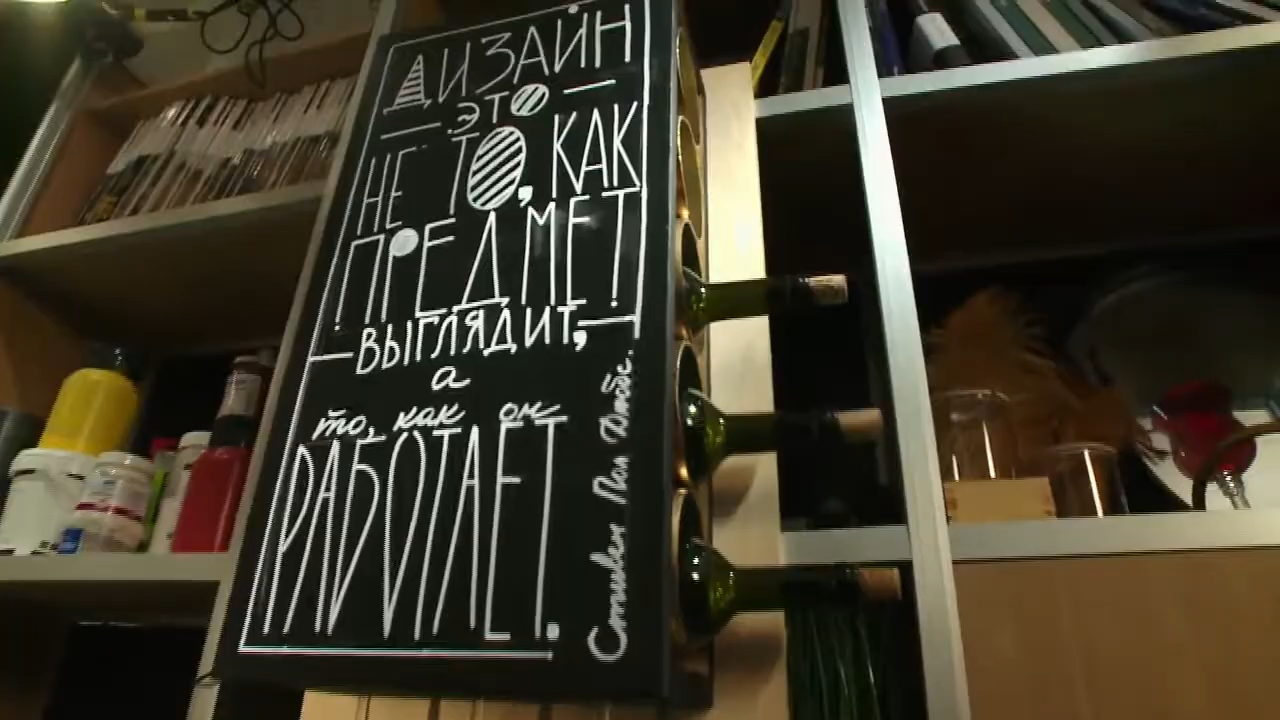 ДИЗАЙН
ЭТО
НЕ ТО, КАК
ПРЕДМЕТ
ВЫГЛЯДИТ,
а
то, как он
РАБОТАЕТ.
Стивен Пол Джобс.